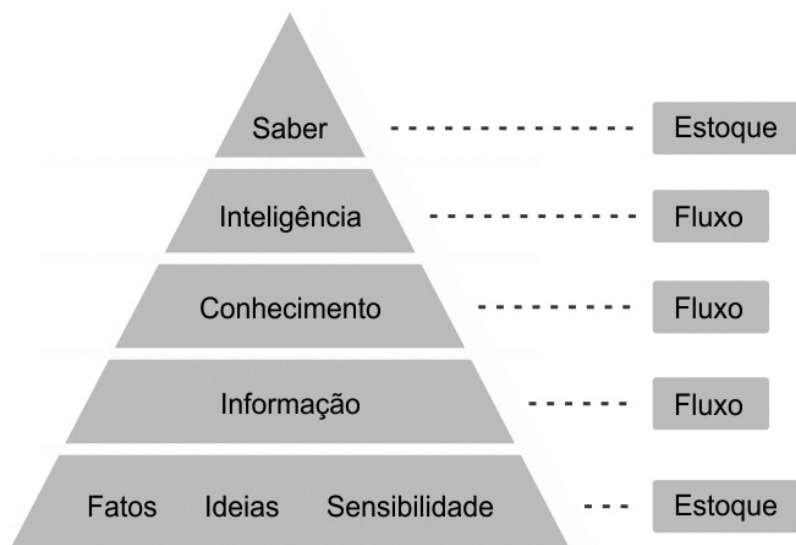 Saber Estoque
Inteligência Fluxo
Conhecimento Fluxo
Informação Fluxo
Fatos Ideias Sensibilidade Estoque